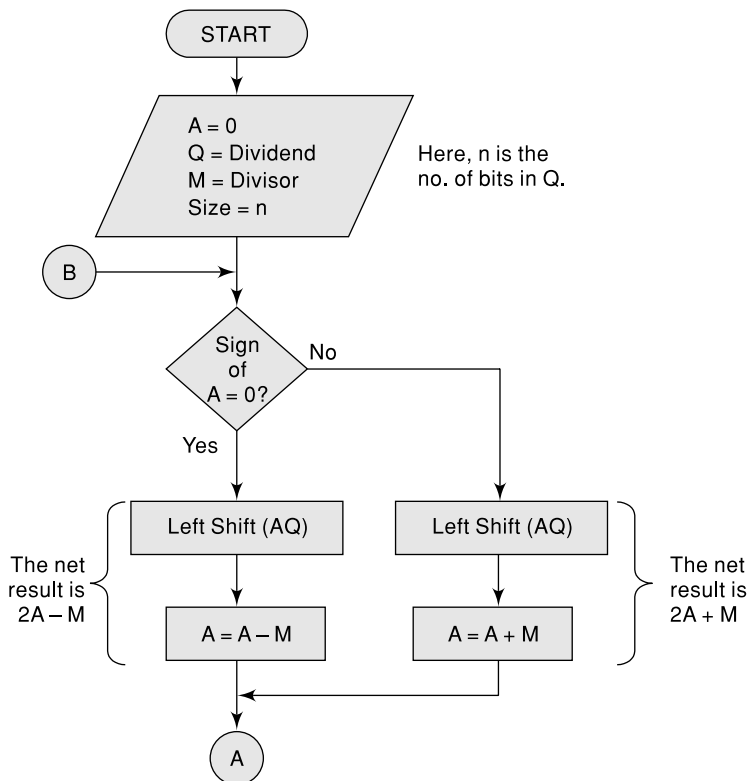 START
A = 0
Q = Dividend
M = Divisor
Size = n
Here, n is the
no. of bits in Q.
B
Sign
of
A = 0?
No
Yes
Left Shift (AQ)
Left Shift (AQ)
The net
result is
2A – M
The net
result is
2A + M
A = A – M
A = A + M
A